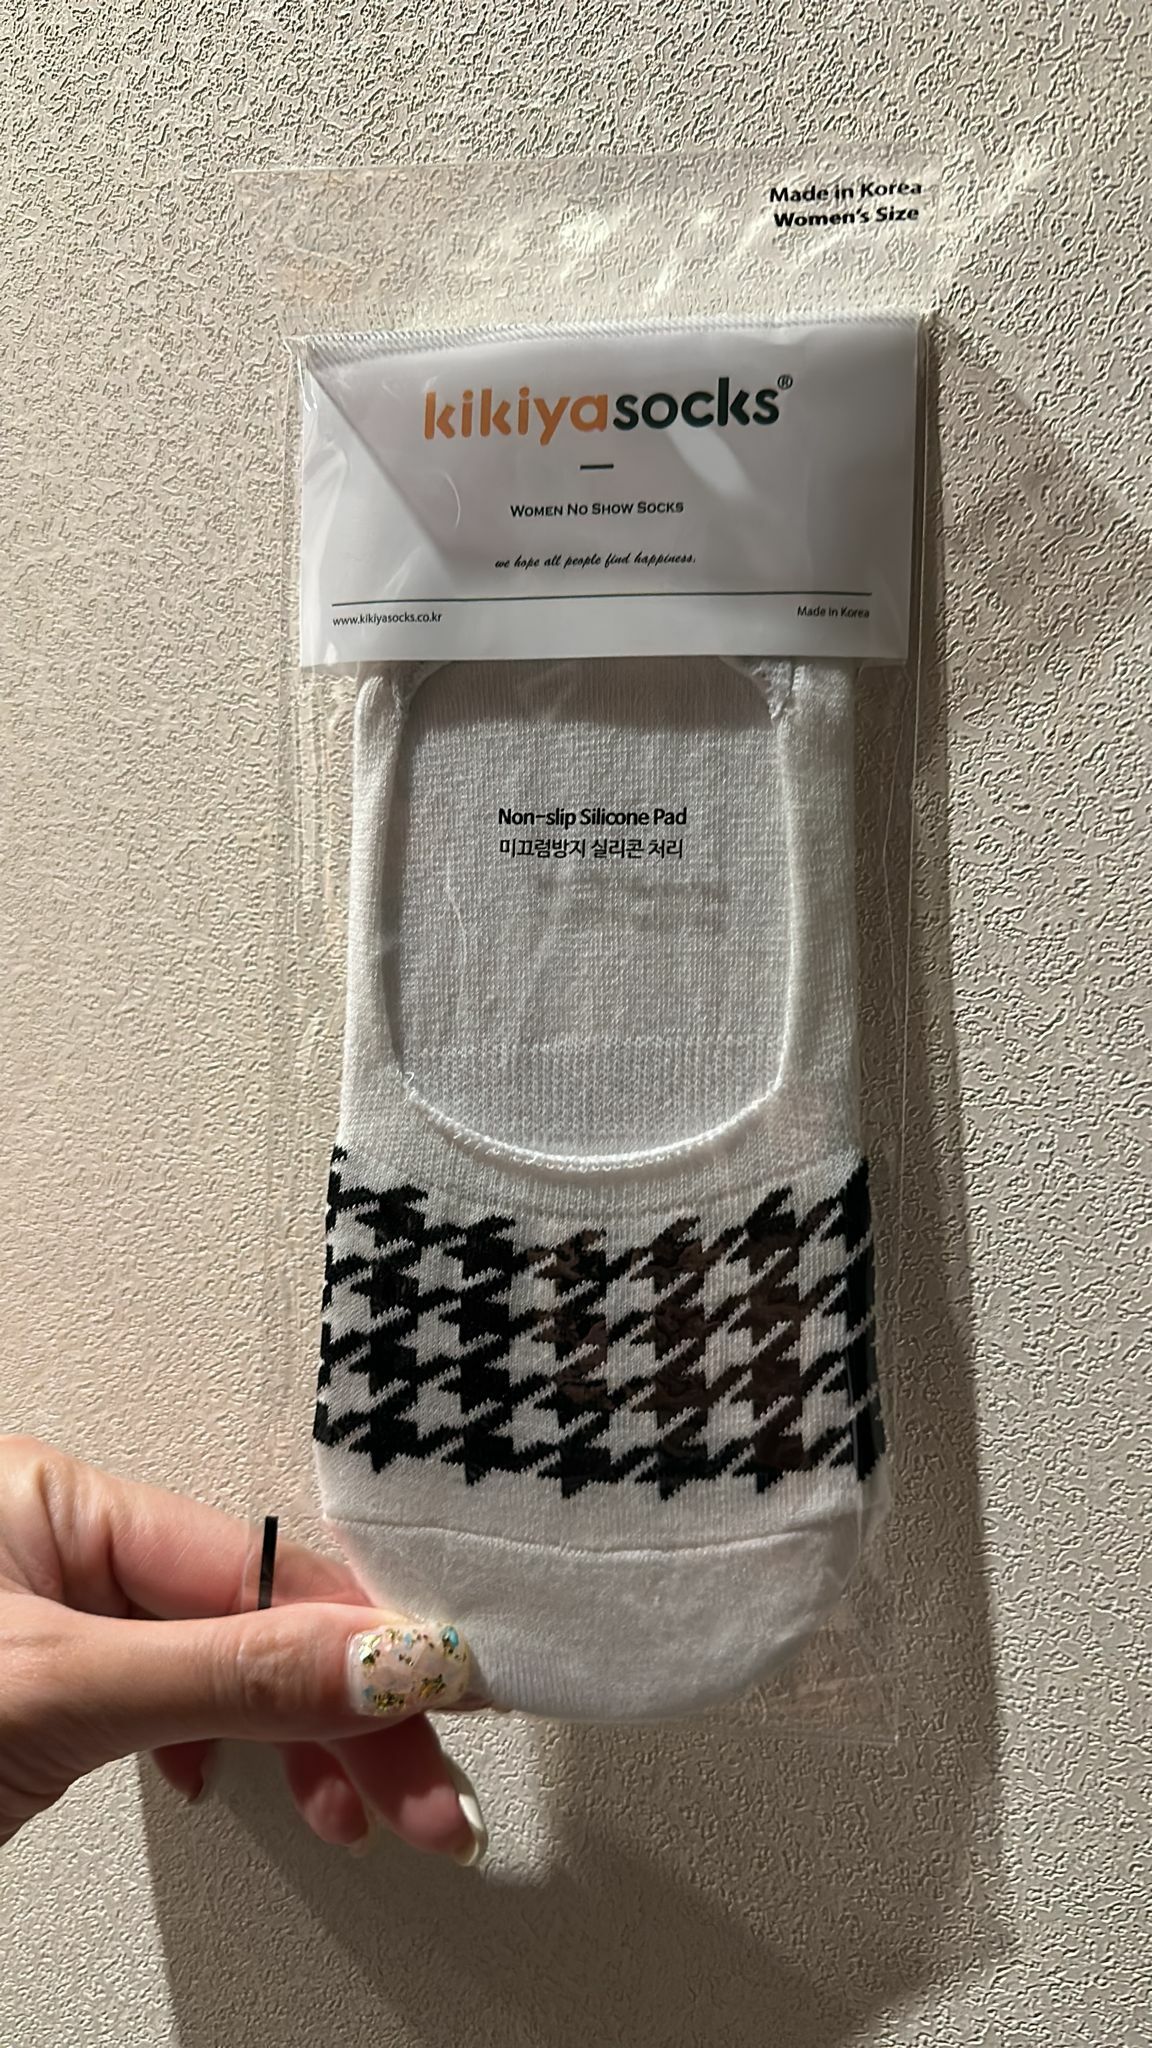 Made in Korea
Women's Size
kikiyasocks®
WOMEN NO SHOW SOCKS
we hope all people find happiness.
www.kikiyasocks.co.kr
Made in Korea
Non-slip Silicone Pad
미끄럼방지 실리콘 처리